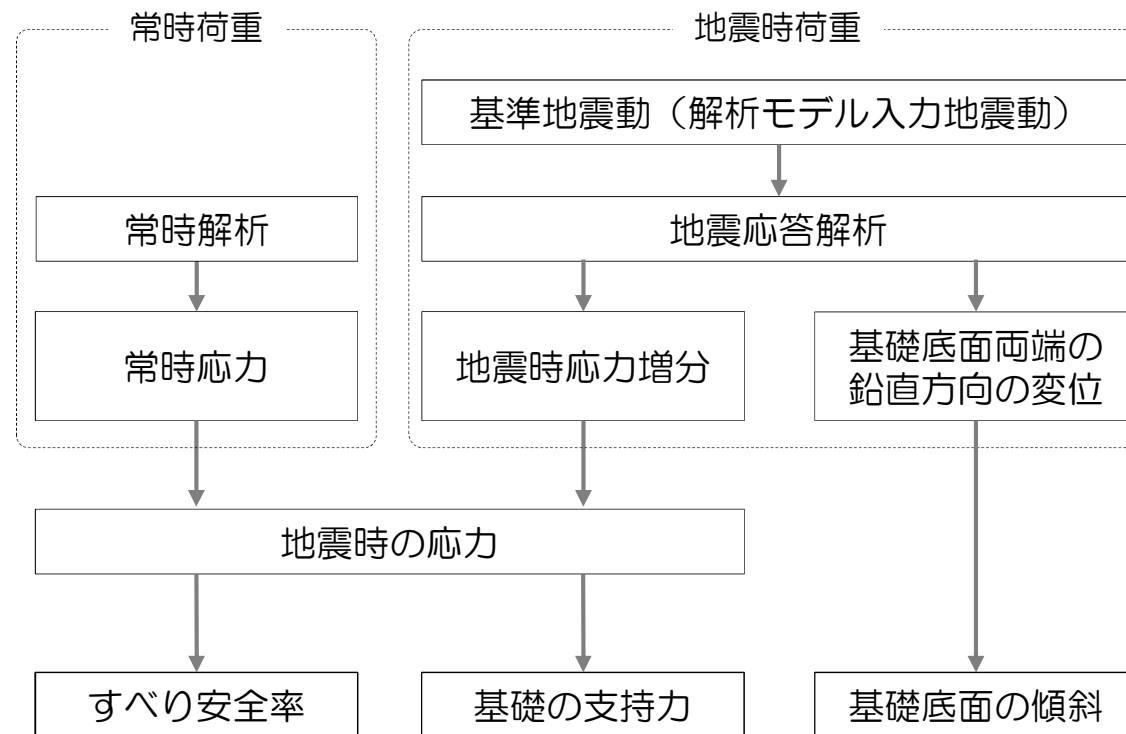 常時荷重
地震時荷重
基準地震動（解析モデル入力地震動）
常時解析
地震応答解析
常時応力
地震時応力増分
基礎底面両端の
鉛直方向の変位
地震時の応力
すべり安全率
基礎の支持力
基礎底面の傾斜